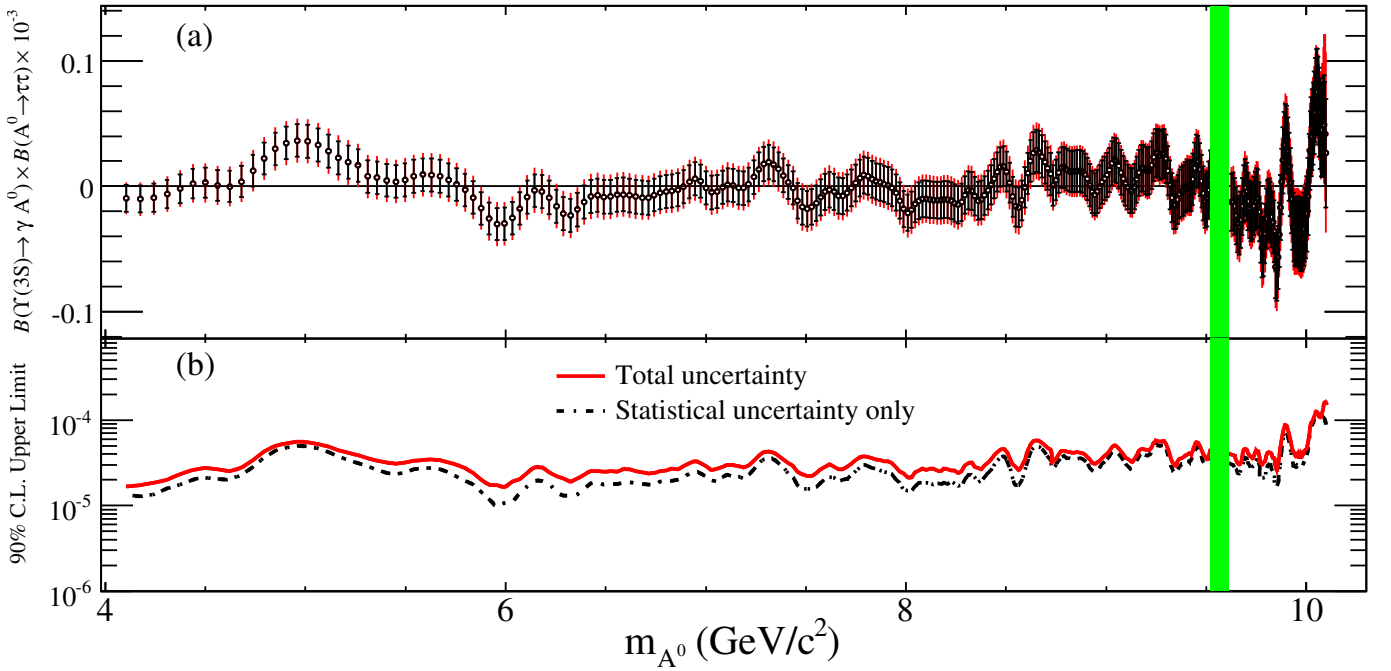 B(Υ(3S)→ γ A⁰) × B(A⁰→ττ) × 10⁻³
(a)
0.1
0
-0.1
90% C.L. Upper Limit
(b)
Total uncertainty
Statistical uncertainty only
10⁻⁴
10⁻⁵
10⁻⁶
4 6 8 10
m_A⁰ (GeV/c²)